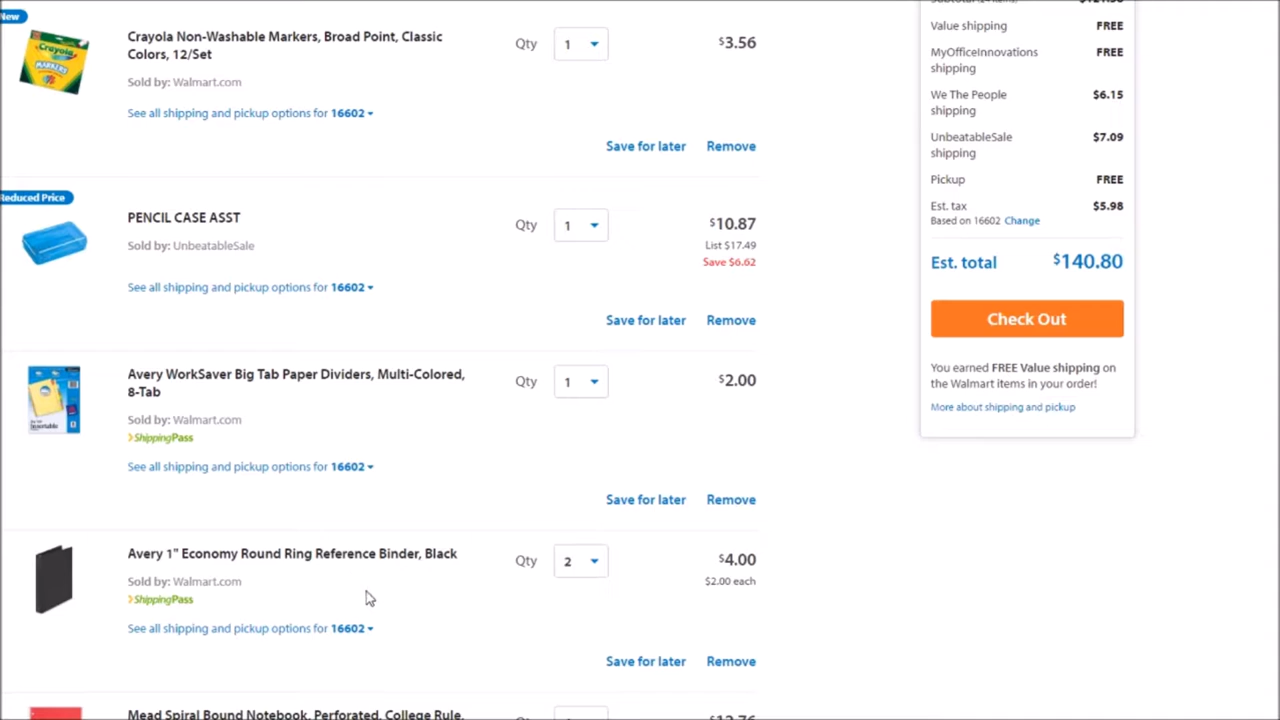 New
Crayola Non-Washable Markers, Broad Point, Classic
Colors, 12/Set
Qty 1 $3.56
Sold by: Walmart.com
See all shipping and pickup options for 16602
Save for later Remove
Reduced Price
PENCIL CASE ASST
Qty 1 $10.87
Sold by: UnbeatableSale
List $17.49
Save $6.62
See all shipping and pickup options for 16602
Save for later Remove
Avery WorkSaver Big Tab Paper Dividers, Multi-Colored,
8-Tab
Qty 1 $2.00
Sold by: Walmart.com
ShippingPass
See all shipping and pickup options for 16602
Save for later Remove
Avery 1" Economy Round Ring Reference Binder, Black
Qty 2 $4.00
$2.00 each
Sold by: Walmart.com
ShippingPass
See all shipping and pickup options for 16602
Save for later Remove
Mead Spiral Bound Notebook, Perforated, College Rule,
Value shipping FREE
MyOfficeInnovations FREE
shipping
We The People $6.15
shipping
UnbeatableSale $7.09
shipping
Pickup FREE
Est. tax $5.98
Based on 16602 Change
Est. total $140.80
Check Out
You earned FREE Value shipping on
the Walmart items in your order!
More about shipping and pickup